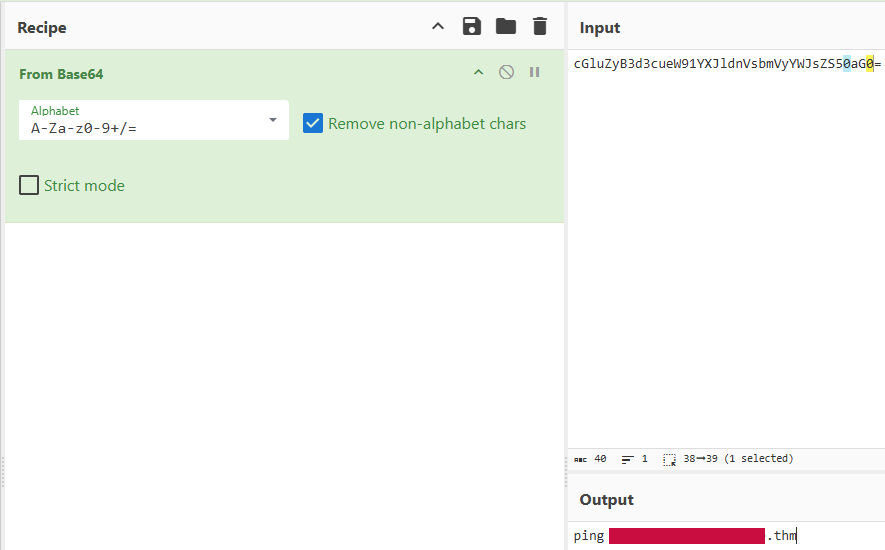 Recipe
From Base64
Alphabet
A-Za-z0-9+/=
Remove non-alphabet chars
Strict mode
Input
cGluZyB3d3cueW91YXJldnVsbmVyYWJsZS50aG0=
ABC 40 1 38→39 (1 selected)
Output
ping .thm